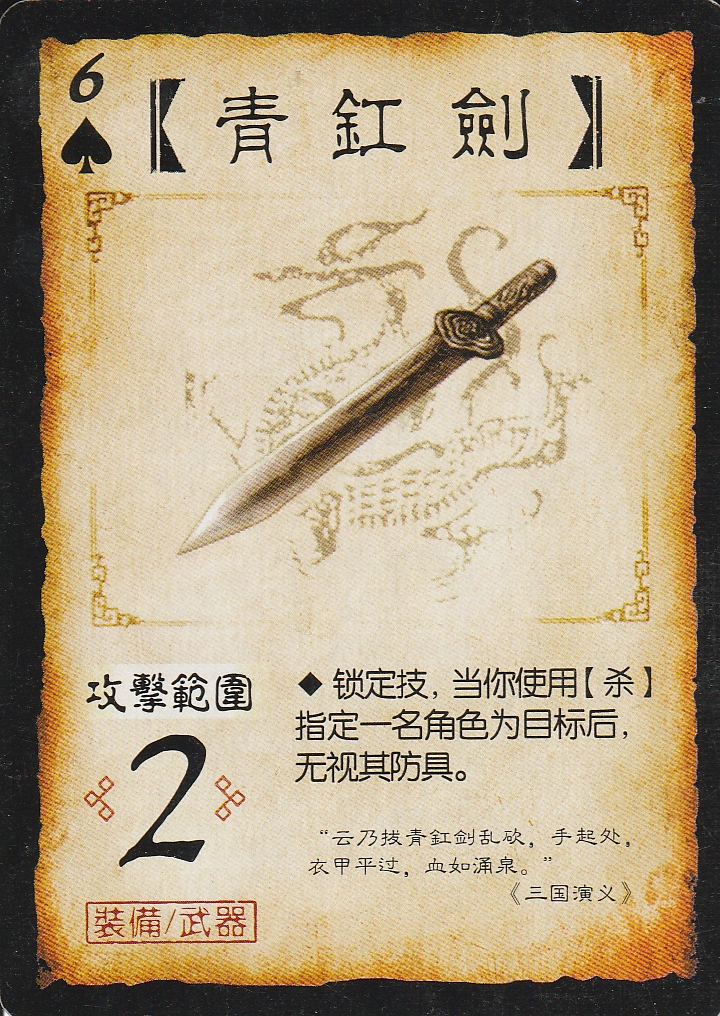 6
【青釭劍】
攻擊範圍
2
裝備/武器
◆锁定技，当你使用【杀】
指定一名角色为目标后，
无视其防具。
“云乃拔青釭剑乱砍，手起处，
衣甲平过，血如涌泉。”
《三国演义》